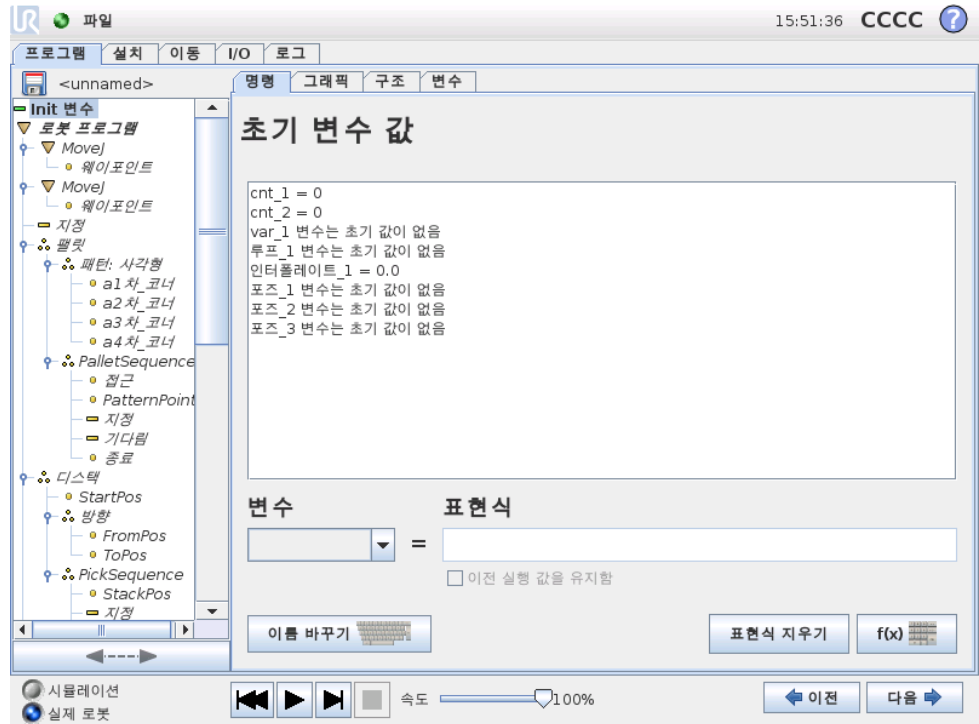 UR 파일 15:51:36 CCCC ?
프로그램 설치 이동 I/O 로그
<unnamed>
명령 그래픽 구조 변수
Init 변수
로봇 프로그램
MoveJ
웨이포인트
MoveJ
웨이포인트
지정
팰릿
패턴: 사각형
a1차_코너
a2차_코너
a3차_코너
a4차_코너
PalletSequence
접근
PatternPoint
지정
기다림
종료
디스택
StartPos
방향
FromPos
ToPos
PickSequence
StackPos
지정
초기 변수 값
cnt_1 = 0
cnt_2 = 0
var_1 변수는 초기 값이 없음
루프_1 변수는 초기 값이 없음
인터폴레이트_1 = 0.0
포즈_1 변수는 초기 값이 없음
포즈_2 변수는 초기 값이 없음
포즈_3 변수는 초기 값이 없음
변수 표현식
=
이전 실행 값을 유지함
이름 바꾸기 표현식 지우기 f(x)
시뮬레이션
실제 로봇
속도 100%
이전 다음